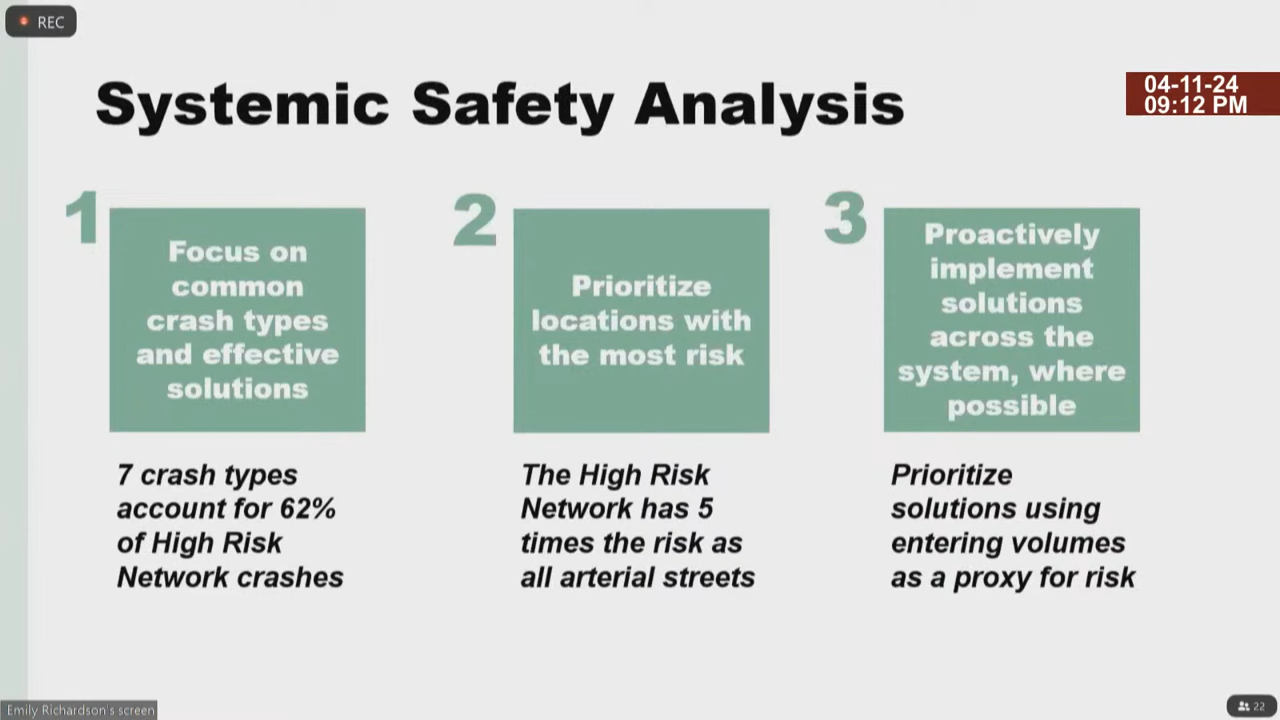 REC
Systemic Safety Analysis
04-11-24
09:12 PM
1
Focus on
common
crash types
and effective
solutions
7 crash types
account for 62%
of High Risk
Network crashes
2
Prioritize
locations with
the most risk
The High Risk
Network has 5
times the risk as
all arterial streets
3
Proactively
implement
solutions
across the
system, where
possible
Prioritize
solutions using
entering volumes
as a proxy for risk
Emily Richardson's screen
22